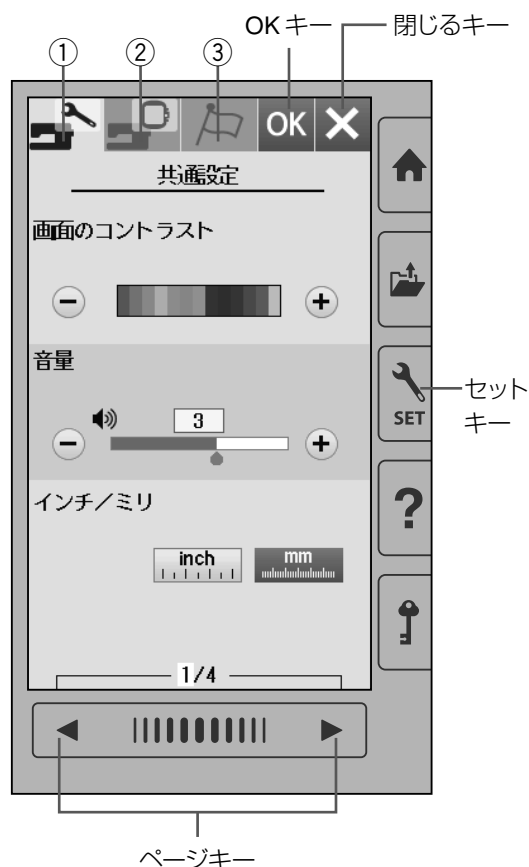 OK キー
閉じるキー
① ② ③
OK
共通設定
画面のコントラスト
音量
3
インチ／ミリ
inch
mm
1/4
SET
セット
キー
?
ページキー